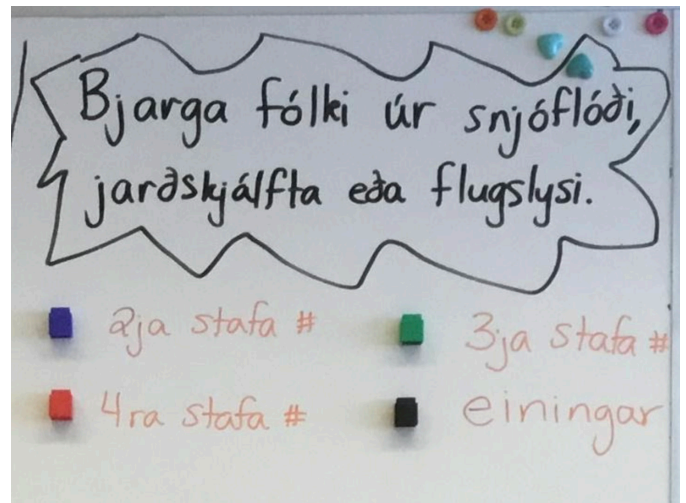 Bjarga fólki úr snjóflóði,
jarðskjálfta eða flugslysi.
2ja stafa #
3ja stafa #
4ra stafa #
einingar